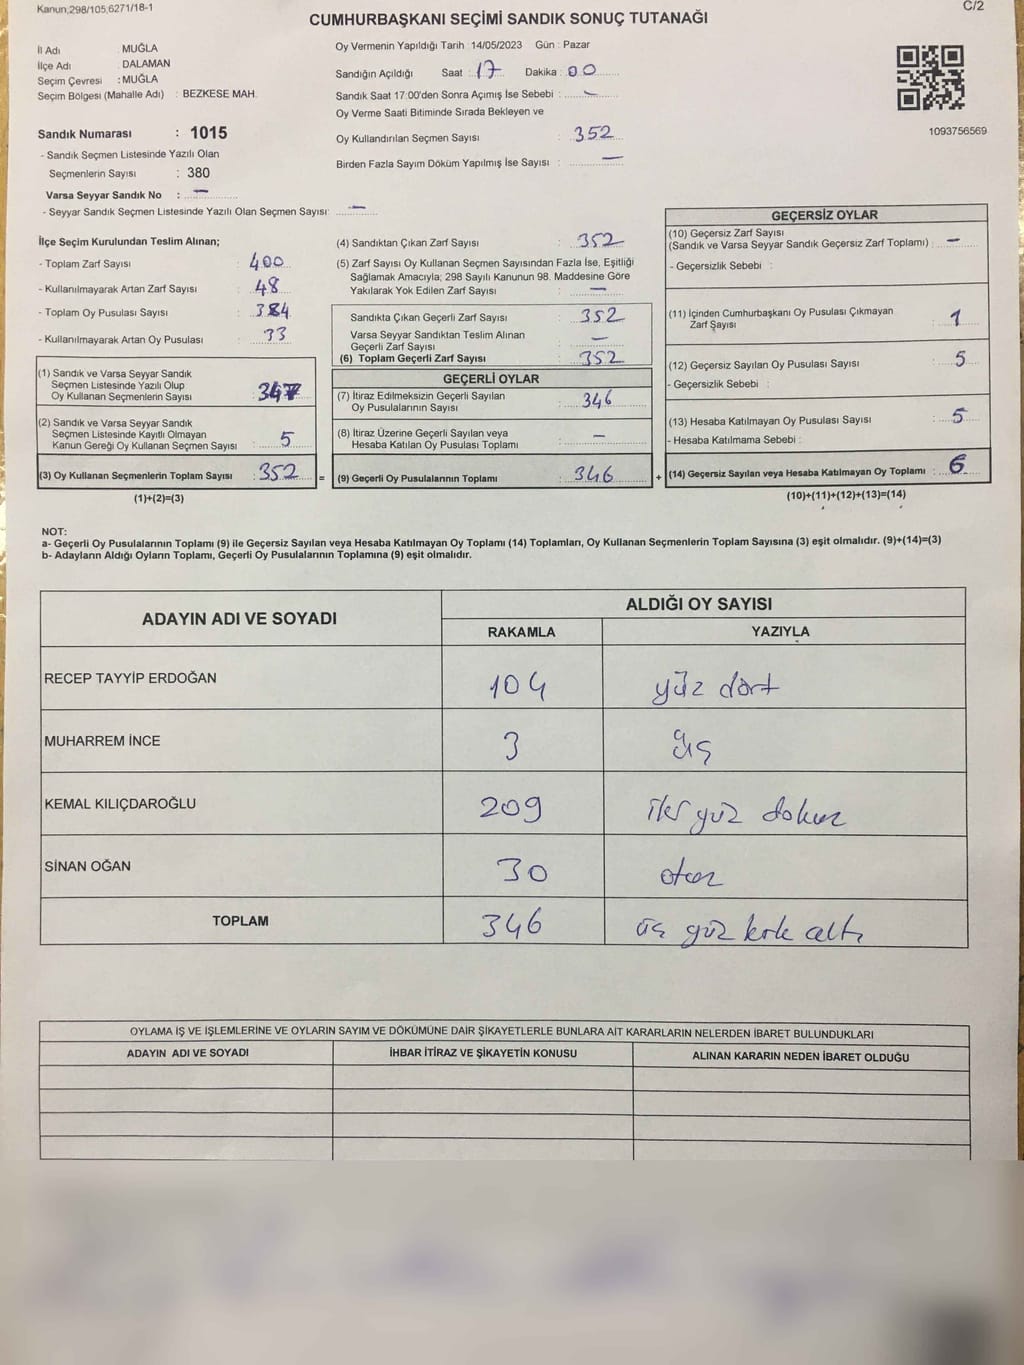 Kanun;298/105,6271/18-1
C/2
CUMHURBAŞKANI SEÇİMİ SANDIK SONUÇ TUTANAĞI
İl Adı : MUĞLA
İlçe Adı : DALAMAN
Seçim Çevresi : MUĞLA
Seçim Bölgesi (Mahalle Adı) : BEZKESE MAH.
Oy Vermenin Yapıldığı Tarih : 14/05/2023 Gün : Pazar
Sandığın Açıldığı Saat : 17 Dakika : 00
Sandık Saat 17:00'den Sonra Açımış İse Sebebi : –
Oy Verme Saati Bitiminde Sırada Bekleyen ve
Oy Kullandırılan Seçmen Sayısı : 352
Birden Fazla Sayım Döküm Yapılmış İse Sayısı : –
1093756569
Sandık Numarası : 1015
- Sandık Seçmen Listesinde Yazılı Olan
Seçmenlerin Sayısı : 380
Varsa Seyyar Sandık No : –
- Seyyar Sandık Seçmen Listesinde Yazılı Olan Seçmen Sayısı: –
İlçe Seçim Kurulundan Teslim Alınan;
- Toplam Zarf Sayısı : 400
- Kullanılmayarak Artan Zarf Sayısı : 48
- Toplam Oy Pusulası Sayısı : 384
- Kullanılmayarak Artan Oy Pusulası : 33
(1) Sandık ve Varsa Seyyar Sandık
Seçmen Listesinde Yazılı Olup
Oy Kullanan Seçmenlerin Sayısı : 347
(2) Sandık ve Varsa Seyyar Sandık
Seçmen Listesinde Kayıtlı Olmayan
Kanun Gereği Oy Kullanan Seçmen Sayısı : 5
(3) Oy Kullanan Seçmenlerin Toplam Sayısı : 352 =
(1)+(2)=(3)
(4) Sandıktan Çıkan Zarf Sayısı : 352
(5) Zarf Sayısı Oy Kullanan Seçmen Sayısından Fazla İse, Eşitliği
Sağlamak Amacıyla; 298 Sayılı Kanunun 98. Maddesine Göre
Yakılarak Yok Edilen Zarf Sayısı : –
Sandıkta Çıkan Geçerli Zarf Sayısı : 352
Varsa Seyyar Sandıktan Teslim Alınan
Geçerli Zarf Sayısı : –
(6) Toplam Geçerli Zarf Sayısı : 352
GEÇERLİ OYLAR
(7) İtiraz Edilmeksizin Geçerli Sayılan
Oy Pusulalarının Sayısı : 346
(8) İtiraz Üzerine Geçerli Sayılan veya
Hesaba Katılan Oy Pusulası Toplamı : –
(9) Geçerli Oy Pusulalarının Toplamı : 346 +
GEÇERSİZ OYLAR
(10) Geçersiz Zarf Sayısı
(Sandık ve Varsa Seyyar Sandık Geçersiz Zarf Toplamı) : –
- Geçersizlik Sebebi :
(11) İçinden Cumhurbaşkanı Oy Pusulası Çıkmayan
Zarf Sayısı : 1
(12) Geçersiz Sayılan Oy Pusulası Sayısı : 5
- Geçersizlik Sebebi :
(13) Hesaba Katılmayan Oy Pusulası Sayısı : 5
- Hesaba Katılmama Sebebi :
(14) Geçersiz Sayılan veya Hesaba Katılmayan Oy Toplamı : 6
(10)+(11)+(12)+(13)=(14)
NOT:
a- Geçerli Oy Pusulalarının Toplamı (9) ile Geçersiz Sayılan veya Hesaba Katılmayan Oy Toplamı (14) Toplamları, Oy Kullanan Seçmenlerin Toplam Sayısına (3) eşit olmalıdır. (9)+(14)=(3)
b- Adayların Aldığı Oyların Toplamı, Geçerli Oy Pusulalarının Toplamına (9) eşit olmalıdır.
ADAYIN ADI VE SOYADI ALDIĞI OY SAYISI
RAKAMLA YAZIYLA
RECEP TAYYİP ERDOĞAN 104 yüz dört
MUHARREM İNCE 3 üç
KEMAL KILIÇDAROĞLU 209 iki yüz dokuz
SİNAN OĞAN 30 otuz
TOPLAM 346 üç yüz kırk altı
OYLAMA İŞ VE İŞLEMLERİNE VE OYLARIN SAYIM VE DÖKÜMÜNE DAİR ŞİKAYETLERLE BUNLARA AİT KARARLARIN NELERDEN İBARET BULUNDUKLARI
ADAYIN ADI VE SOYADI İHBAR İTİRAZ VE ŞİKAYETİN KONUSU ALINAN KARARIN NEDEN İBARET OLDUĞU